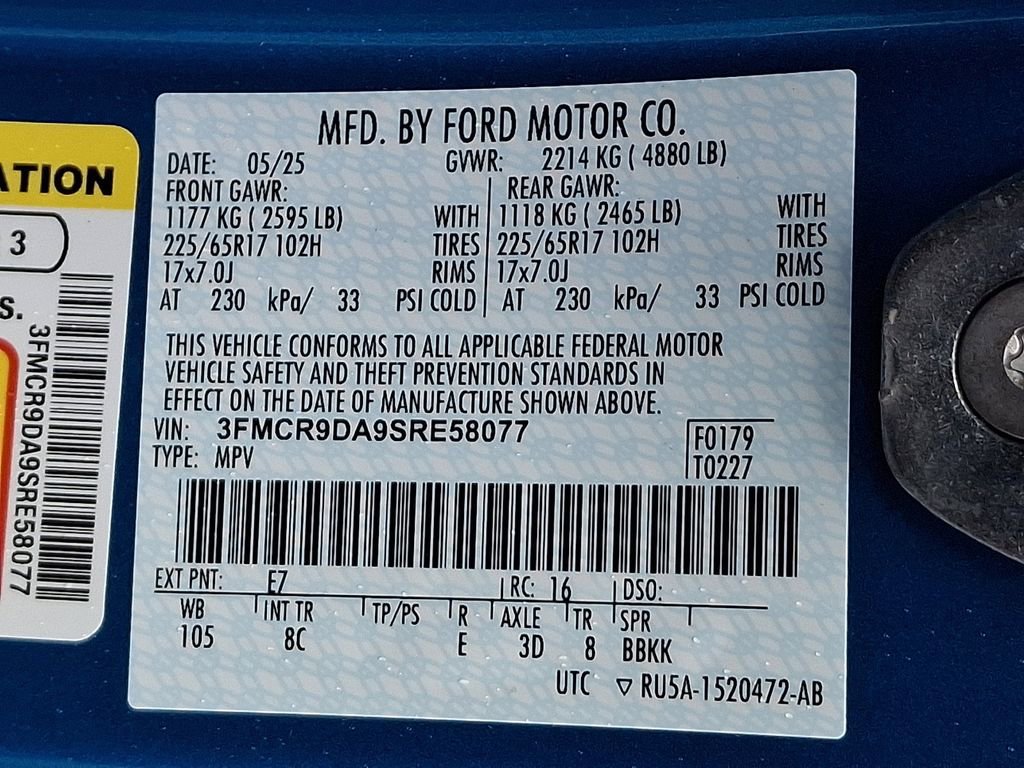 MFD. BY FORD MOTOR CO.
DATE: 05/25 GVWR: 2214 KG ( 4880 LB)
FRONT GAWR: REAR GAWR:
1177 KG ( 2595 LB) WITH 1118 KG ( 2465 LB) WITH
225/65R17 102H TIRES 225/65R17 102H TIRES
17x7.0J RIMS 17x7.0J RIMS
AT 230 kPa/ 33 PSI COLD AT 230 kPa/ 33 PSI COLD
THIS VEHICLE CONFORMS TO ALL APPLICABLE FEDERAL MOTOR
VEHICLE SAFETY AND THEFT PREVENTION STANDARDS IN
EFFECT ON THE DATE OF MANUFACTURE SHOWN ABOVE.
VIN: 3FMCR9DA9SRE58077
F0179
TYPE: MPV
T0227
EXT PNT: E7 RC: 16 DSO:
WB INT TR TP/PS R AXLE TR SPR
105 8C E 3D 8 BBKK
UTC ▽ RU5A-1520472-AB
ATION
3
S.
3FMCR9DA9SRE58077